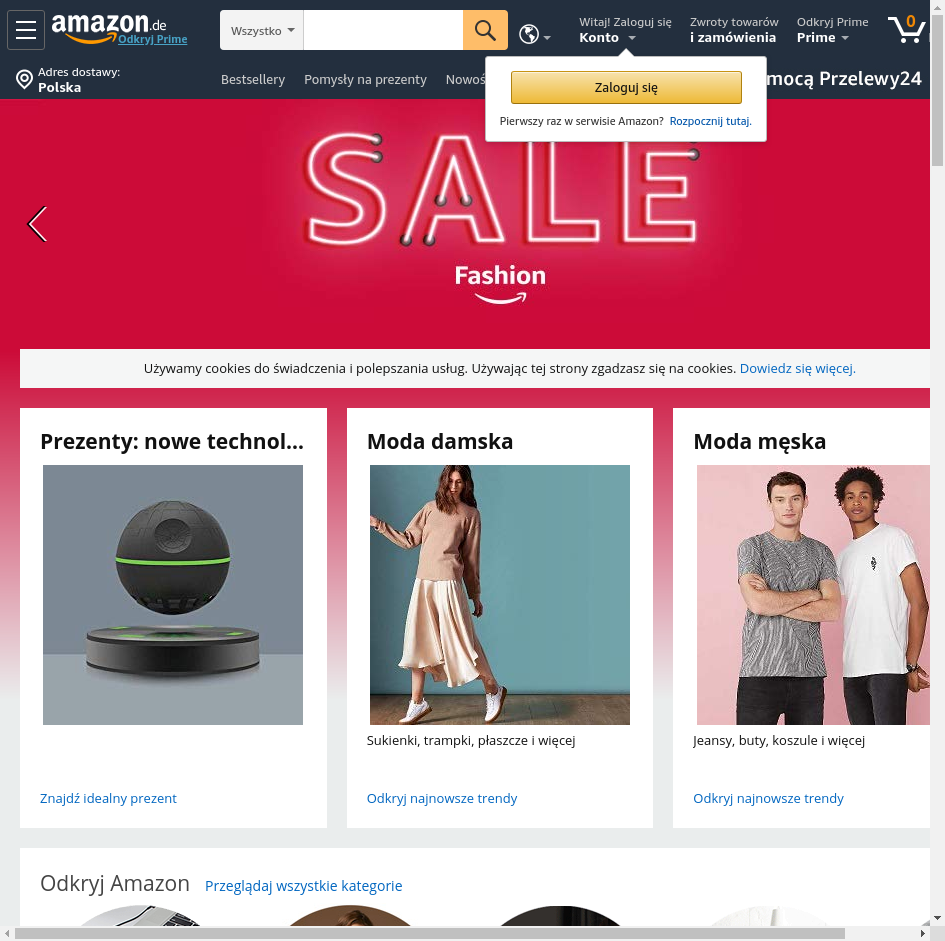 amazon.de
Odkryj Prime
Wszystko
Witaj! Zaloguj się
Konto
Zwroty towarów
i zamówienia
Odkryj Prime
Prime
0
Adres dostawy:
Polska
Bestsellery
Pomysły na prezenty
mocą Przelewy24
Zaloguj się
Pierwszy raz w serwisie Amazon? Rozpocznij tutaj.
SALE
Fashion
Używamy cookies do świadczenia i polepszania usług. Używając tej strony zgadzasz się na cookies. Dowiedz się więcej.
Prezenty: nowe technol...
Znajdź idealny prezent
Moda damska
Sukienki, trampki, płaszcze i więcej
Odkryj najnowsze trendy
Moda męska
Jeansy, buty, koszule i więcej
Odkryj najnowsze trendy
Odkryj Amazon
Przeglądaj wszystkie kategorie